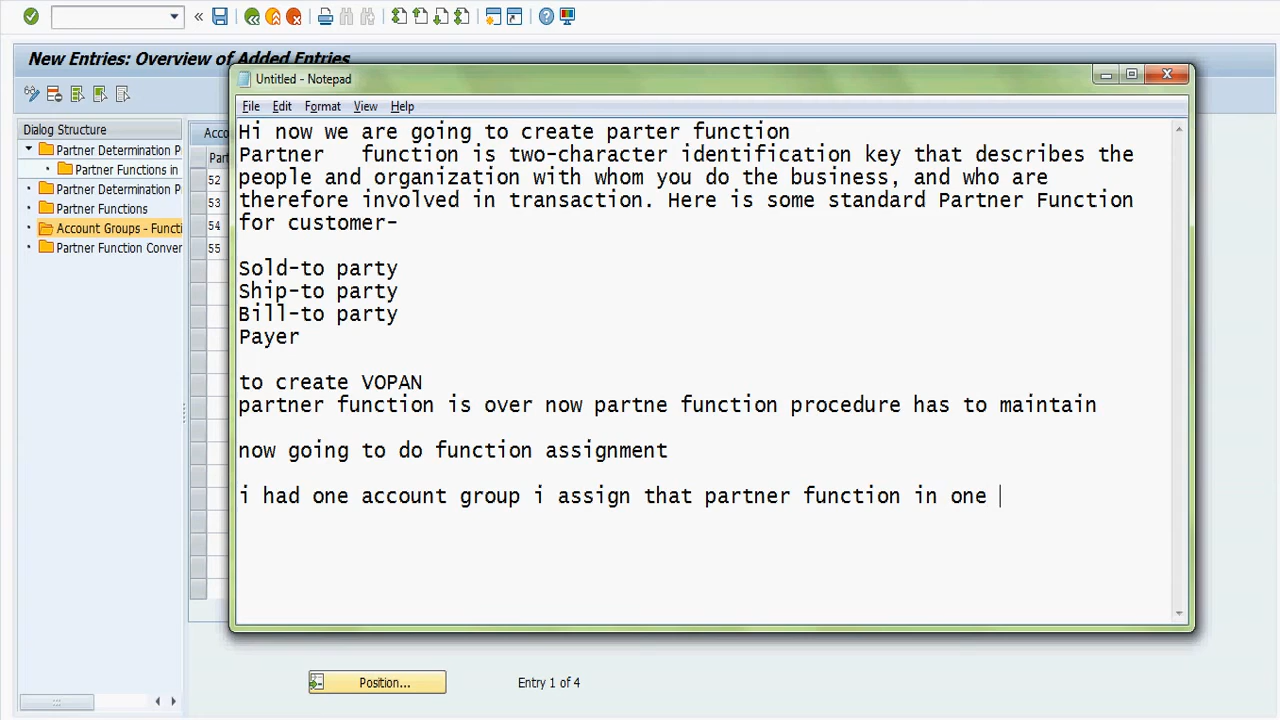 New Entries: Overview of Added Entries
Untitled - Notepad
File Edit Format View Help
Dialog Structure
Partner Determination P
Partner Functions in
Partner Determination P
Partner Functions
Account Groups - Functi
Partner Function Conver
Acco
Part
52
53
54
55
Hi now we are going to create parter function
Partner function is two-character identification key that describes the
people and organization with whom you do the business, and who are
therefore involved in transaction. Here is some standard Partner Function
for customer-
Sold-to party
Ship-to party
Bill-to party
Payer
to create VOPAN
partner function is over now partne function procedure has to maintain
now going to do function assignment
i had one account group i assign that partner function in one
Position...
Entry 1 of 4